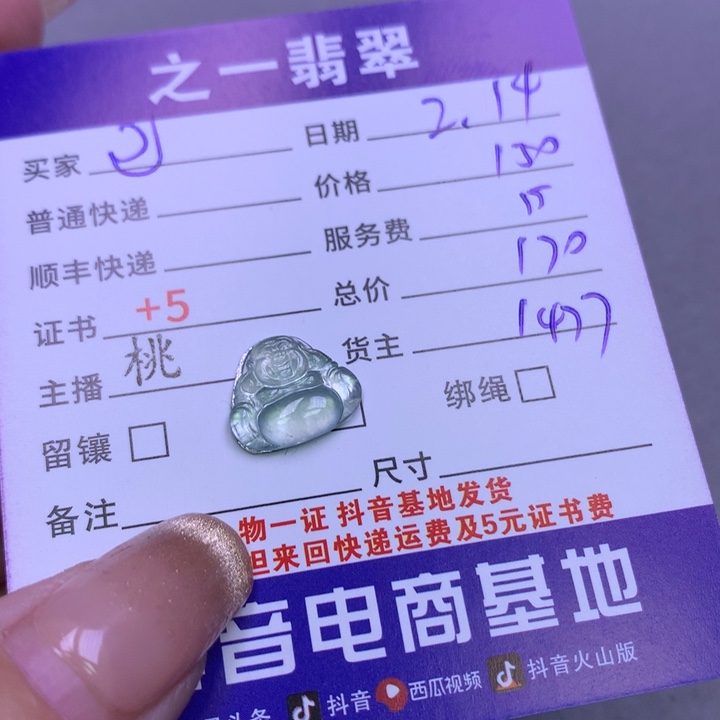 之一翡翠
买家 日期 2.14
普通快递 价格 150
顺丰快递 服务费 15
证书 +5 总价 170
主播 桃 货主 1477
留镶 绑绳
备注 尺寸
物一证 抖音基地发货
担来回快递运费及5元证书费
音电商基地
头条 抖音 西瓜视频 抖音火山版